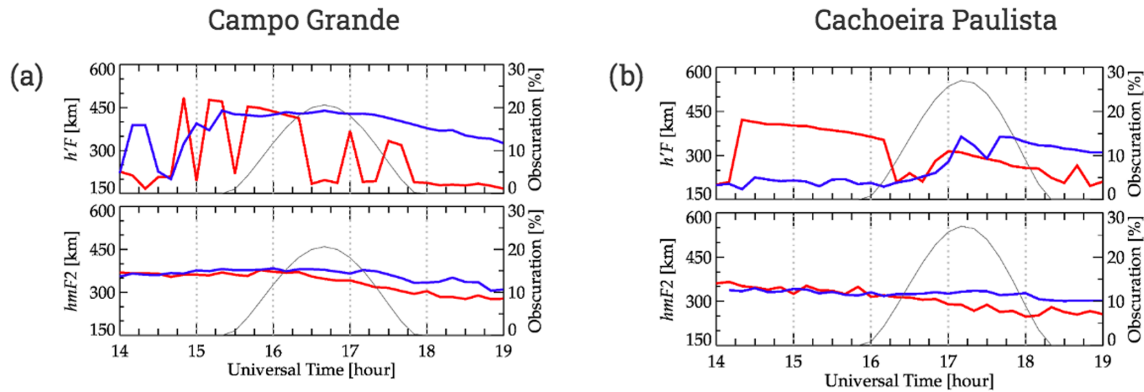 Campo Grande
Cachoeira Paulista
(a)
600
450
300
150
h'F [km]
30
20
10
0
Obscuration [%]
600
450
300
150
hmF2 [km]
30
20
10
0
Obscuration [%]
14 15 16 17 18 19
Universal Time [hour]
(b)
600
450
300
150
h'F [km]
30
20
10
0
Obscuration [%]
600
450
300
150
hmF2 [km]
30
20
10
0
Obscuration [%]
14 15 16 17 18 19
Universal Time [hour]